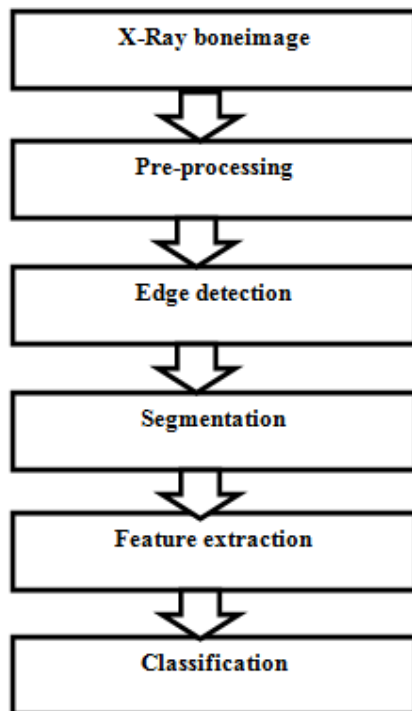 X-Ray boneimage
Pre-processing
Edge detection
Segmentation
Feature extraction
Classification